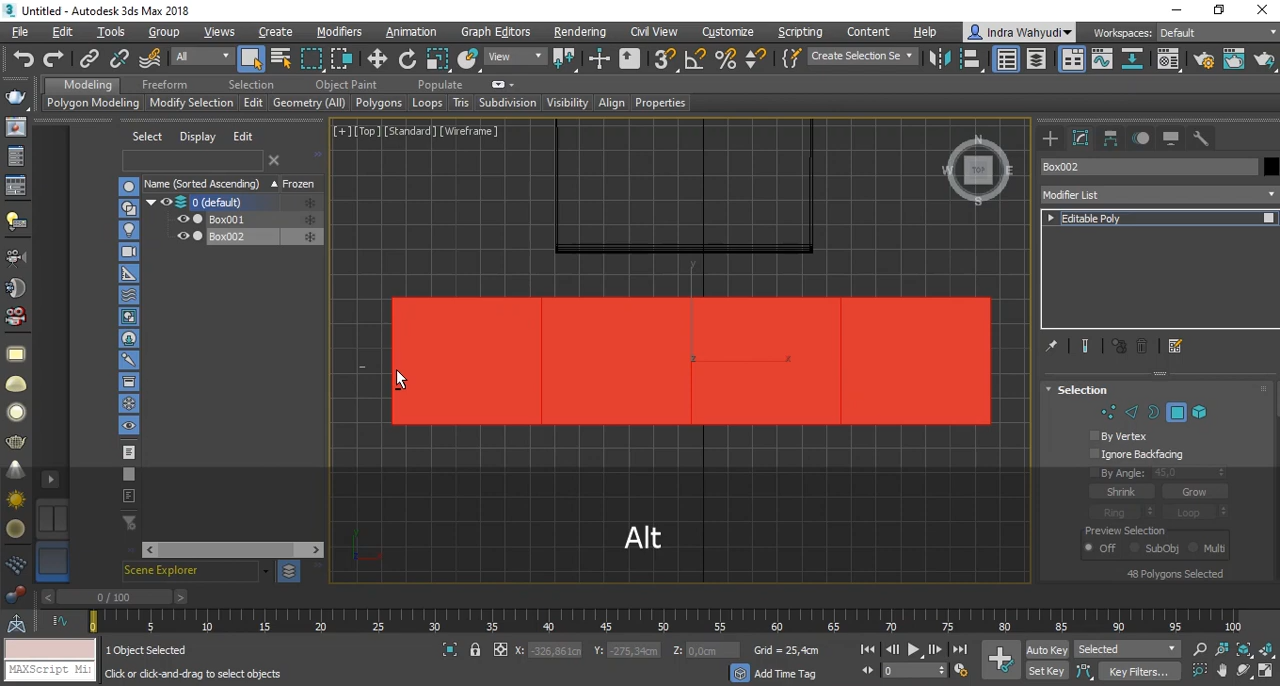 Untitled - Autodesk 3ds Max 2018
File Edit Tools Group Views Create Modifiers Animation Graph Editors Rendering Civil View Customize Scripting Content Help Indra Wahyudi Workspaces: Default
All View Create Selection Se
Modeling Freeform Selection Object Paint Populate
Polygon Modeling Modify Selection Edit Geometry (All) Polygons Loops Tris Subdivision Visibility Align Properties
Select Display Edit
[+] [Top] [Standard] [Wireframe]
N
W TOP E
S
Box002
Name (Sorted Ascending) Frozen
Modifier List
0 (default)
Box001
Box002
Editable Poly
y
z x
Selection
By Vertex
Ignore Backfacing
By Angle: 45,0
Shrink Grow
Ring Loop
Preview Selection
Off SubObj Multi
48 Polygons Selected
Alt
Scene Explorer
0 / 100
0 5 10 15 20 25 30 35 40 45 50 55 60 65 70 75 80 85 90 95 100
1 Object Selected
X: -326,861cm Y: -275,34cm Z: 0,0cm Grid = 25,4cm
Auto Key Selected
MAXScript Mi
Click or click-and-drag to select objects
Add Time Tag
0
Set Key Key Filters...